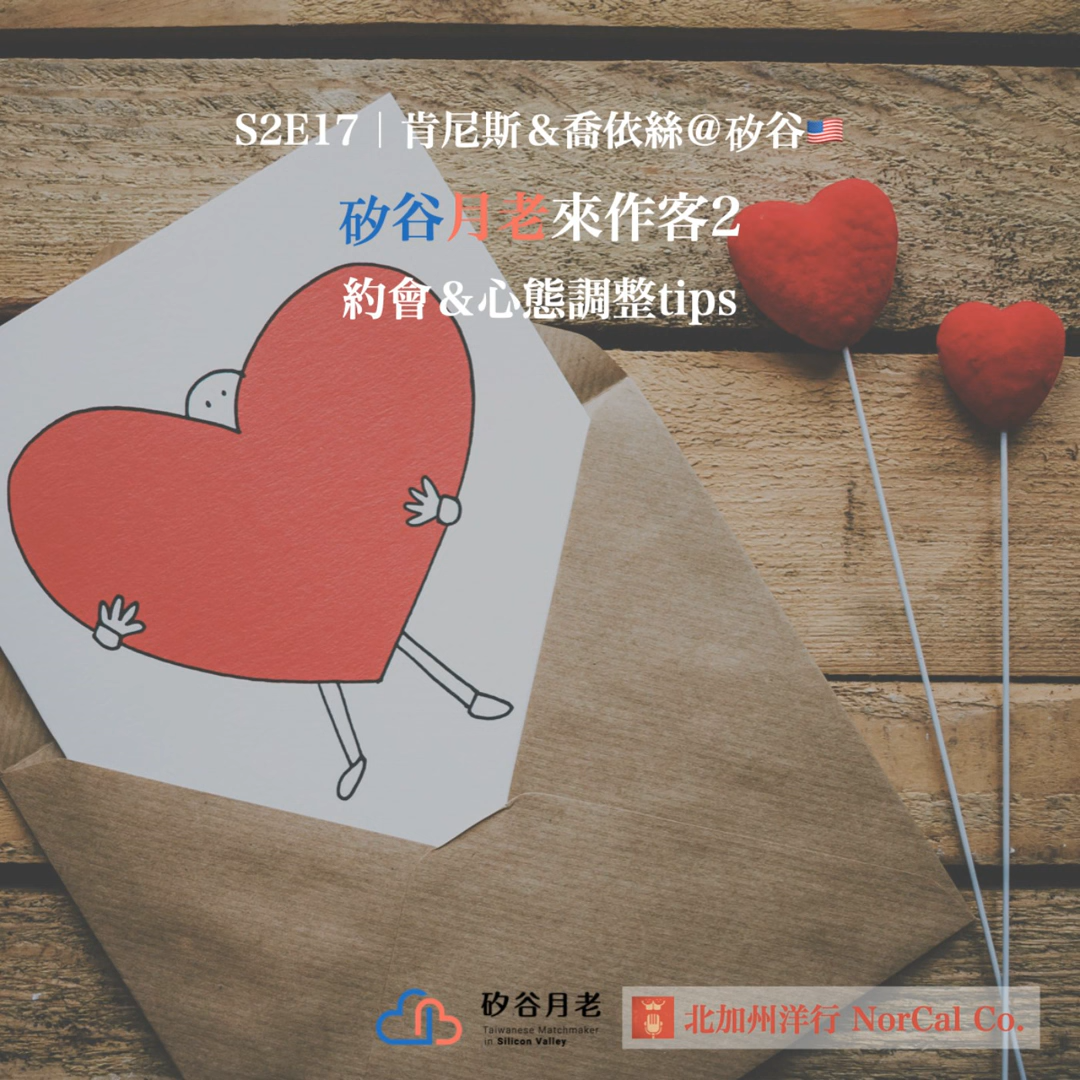 S2E17｜肯尼斯＆喬依絲@矽谷🇺🇸
矽谷月老來作客2
約會＆心態調整tips
矽谷月老
Taiwanese Matchmaker
in Silicon Valley
北加州洋行 NorCal Co.